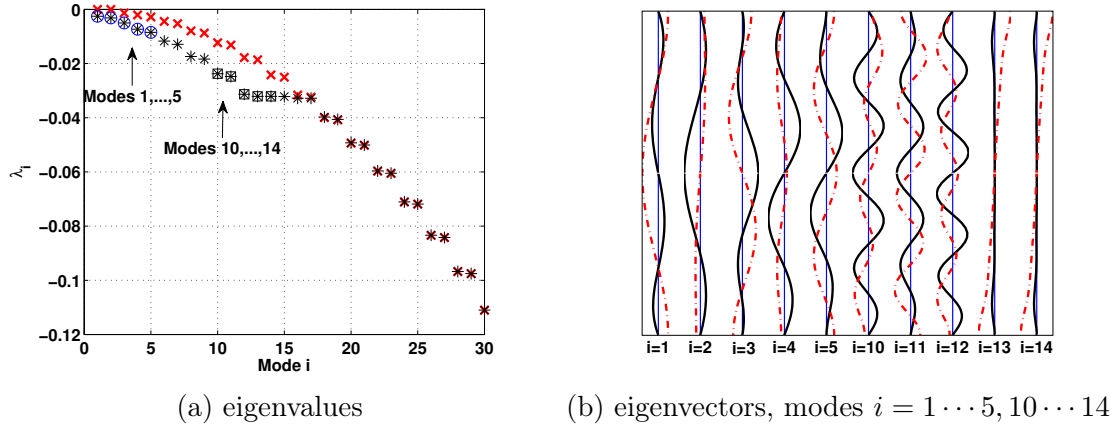 0
−0.02
−0.04
−0.06
−0.08
−0.1
−0.12
λi
Modes 1,...,5
Modes 10,...,14
0 5 10 15 20 25 30
Mode i
i=1 i=2 i=3 i=4 i=5 i=10 i=11 i=12 i=13 i=14
(a) eigenvalues
(b) eigenvectors, modes i = 1 · · · 5, 10 · · · 14